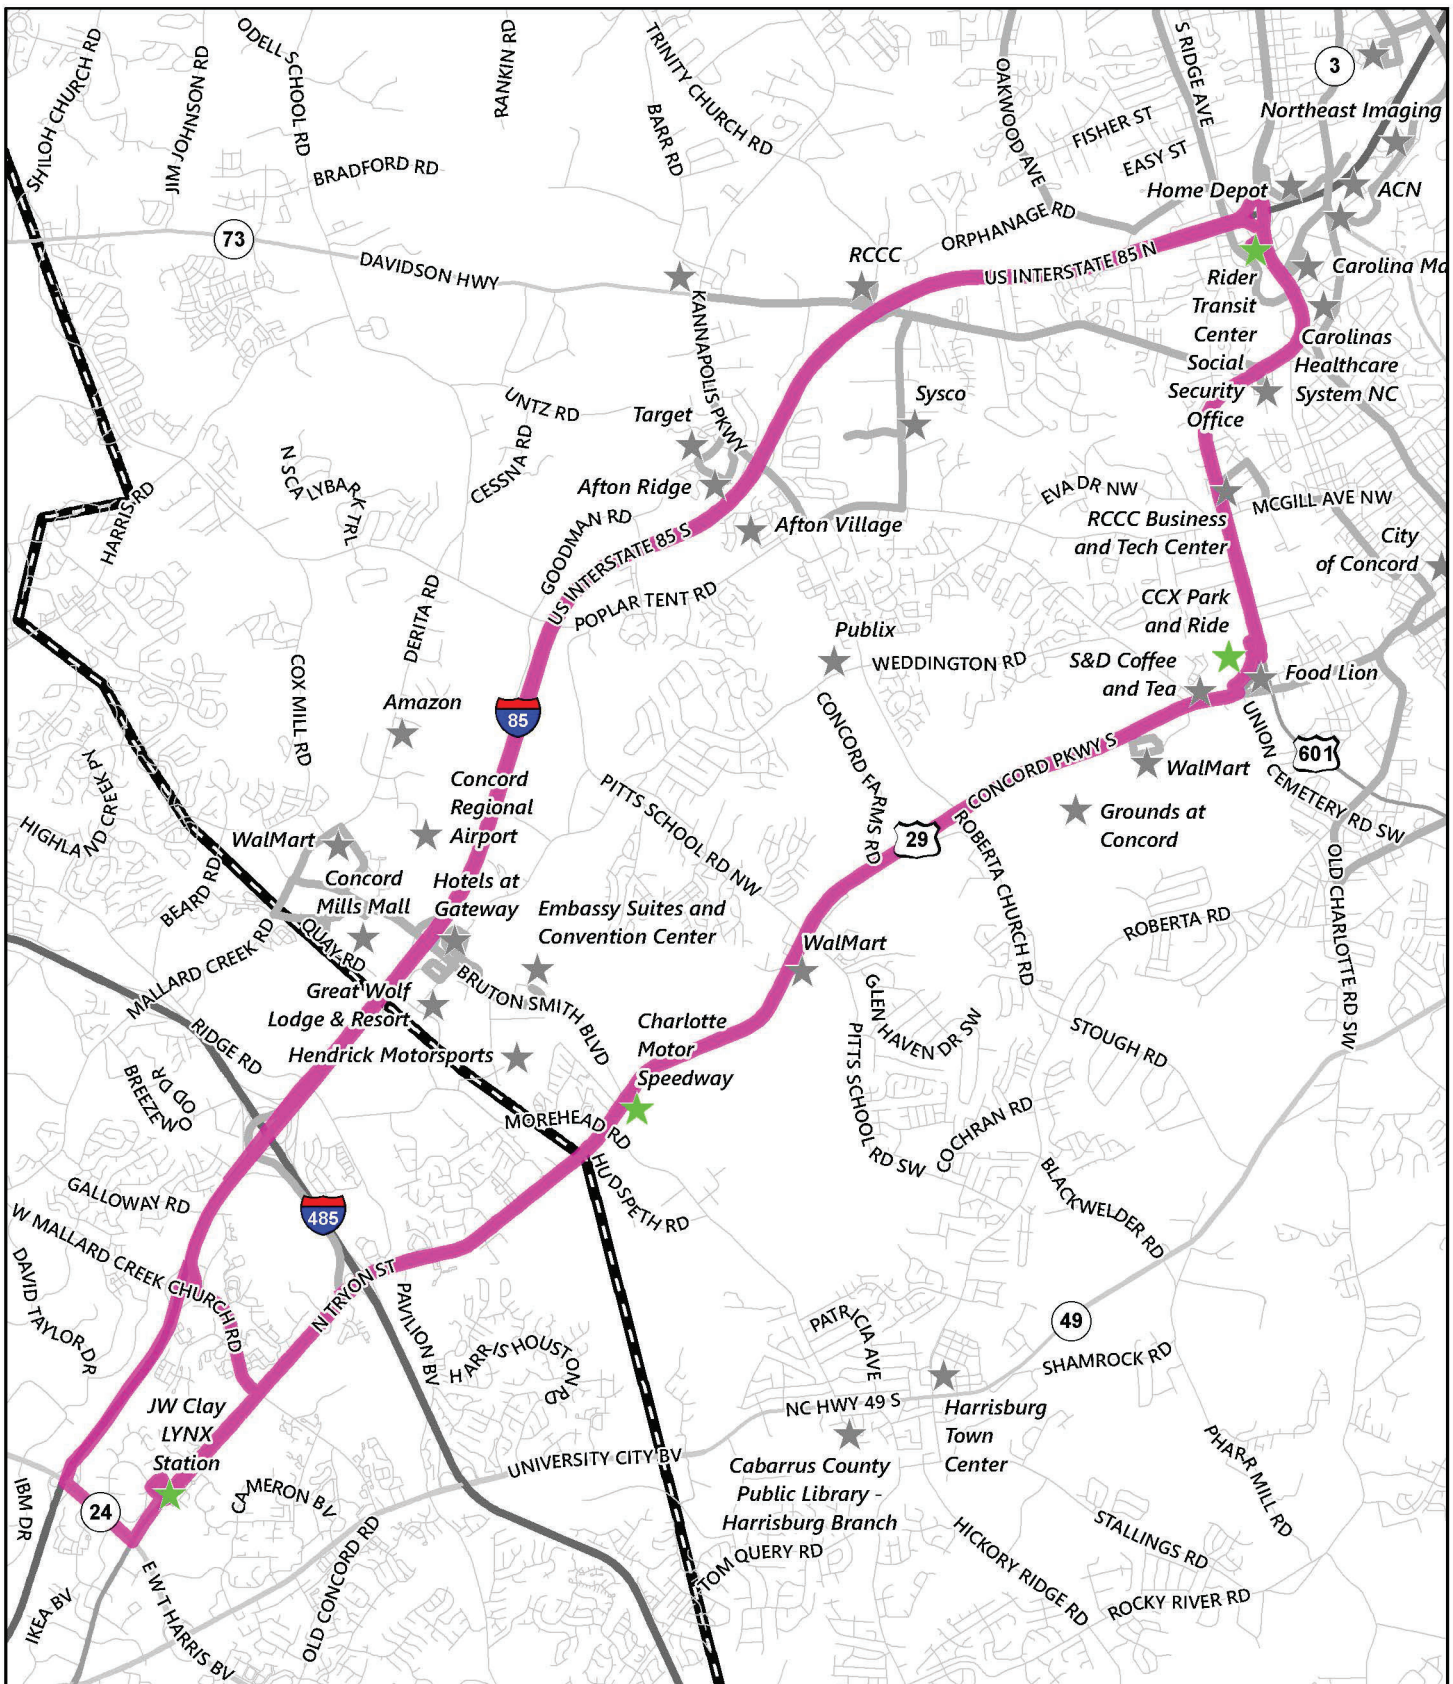 SHILOH CHURCH RD
JIM JOHNSON RD
ODELL SCHOOL RD
BRADFORD RD
RANKIN RD
TRINITY CHURCH RD
BARR RD
OAKWOOD AVE
S RIDGE AVE
FISHER ST
EASY ST
3
Northeast Imaging
Home Depot
ACN
73
DAVIDSON HWY
RCCC
ORPHANAGE RD
US INTERSTATE 85 N
Rider
Transit
Center
Carolina Ma
KANNAPOLIS PKWY
Social
Security
Office
Carolinas
Healthcare
System NC
UNTZ RD
CESSNA RD
Target
Sysco
Afton Ridge
GOODMAN RD
US INTERSTATE 85 S
Afton Village
POPLAR TENT RD
N SCA
LYBARK TRL
HARRIS RD
EVA DR NW
MCGILL AVE NW
RCCC Business
and Tech Center
City
of Concord
CCX Park
and Ride
DERITA RD
COX MILL RD
Publix
WEDDINGTON RD
S&D Coffee
and Tea
Food Lion
Amazon
85
UNION CEMETERY RD SW
601
CONCORD PKWY S
WalMart
CONCORD FARMS RD
HIGHLAND CREEK PY
Concord
Regional
Airport
PITTS SCHOOL RD NW
Grounds at
Concord
29
ROBERTA CHURCH RD
OLD CHARLOTTE RD SW
WalMart
BEARD RD
Concord
Mills Mall
Hotels at
Gateway
Embassy Suites and
Convention Center
ROBERTA RD
MALLARD CREEK RD
QUAY RD
WalMart
BRUTON SMITH BLVD
Great Wolf
Lodge & Resort
GLEN HAVEN DR SW
Charlotte
Motor
Speedway
RIDGE RD
Hendrick Motorsports
STOUGH RD
PITTS SCHOOL RD SW
BREEZEWOOD DR
MOREHEAD RD
COCHRAN RD
HUDSPETH RD
BLACKWELDER RD
GALLOWAY RD
485
W MALLARD CREEK CHURCH RD
DAVID TAYLOR DR
N TRYON ST
PAVILION BV
HARRIS HOUSTON RD
PATRICIA AVE
49
SHAMROCK RD
NC HWY 49 S
Harrisburg
Town
Center
JW Clay
LYNX
Station
UNIVERSITY CITY BV
Cabarrus County
Public Library -
Harrisburg Branch
PHARR MILL RD
IBM DR
24
CAMERON BV
OLD CONCORD RD
TOM QUERY RD
HICKORY RIDGE RD
STALLINGS RD
ROCKY RIVER RD
IKEA BV
E W T HARRIS BV